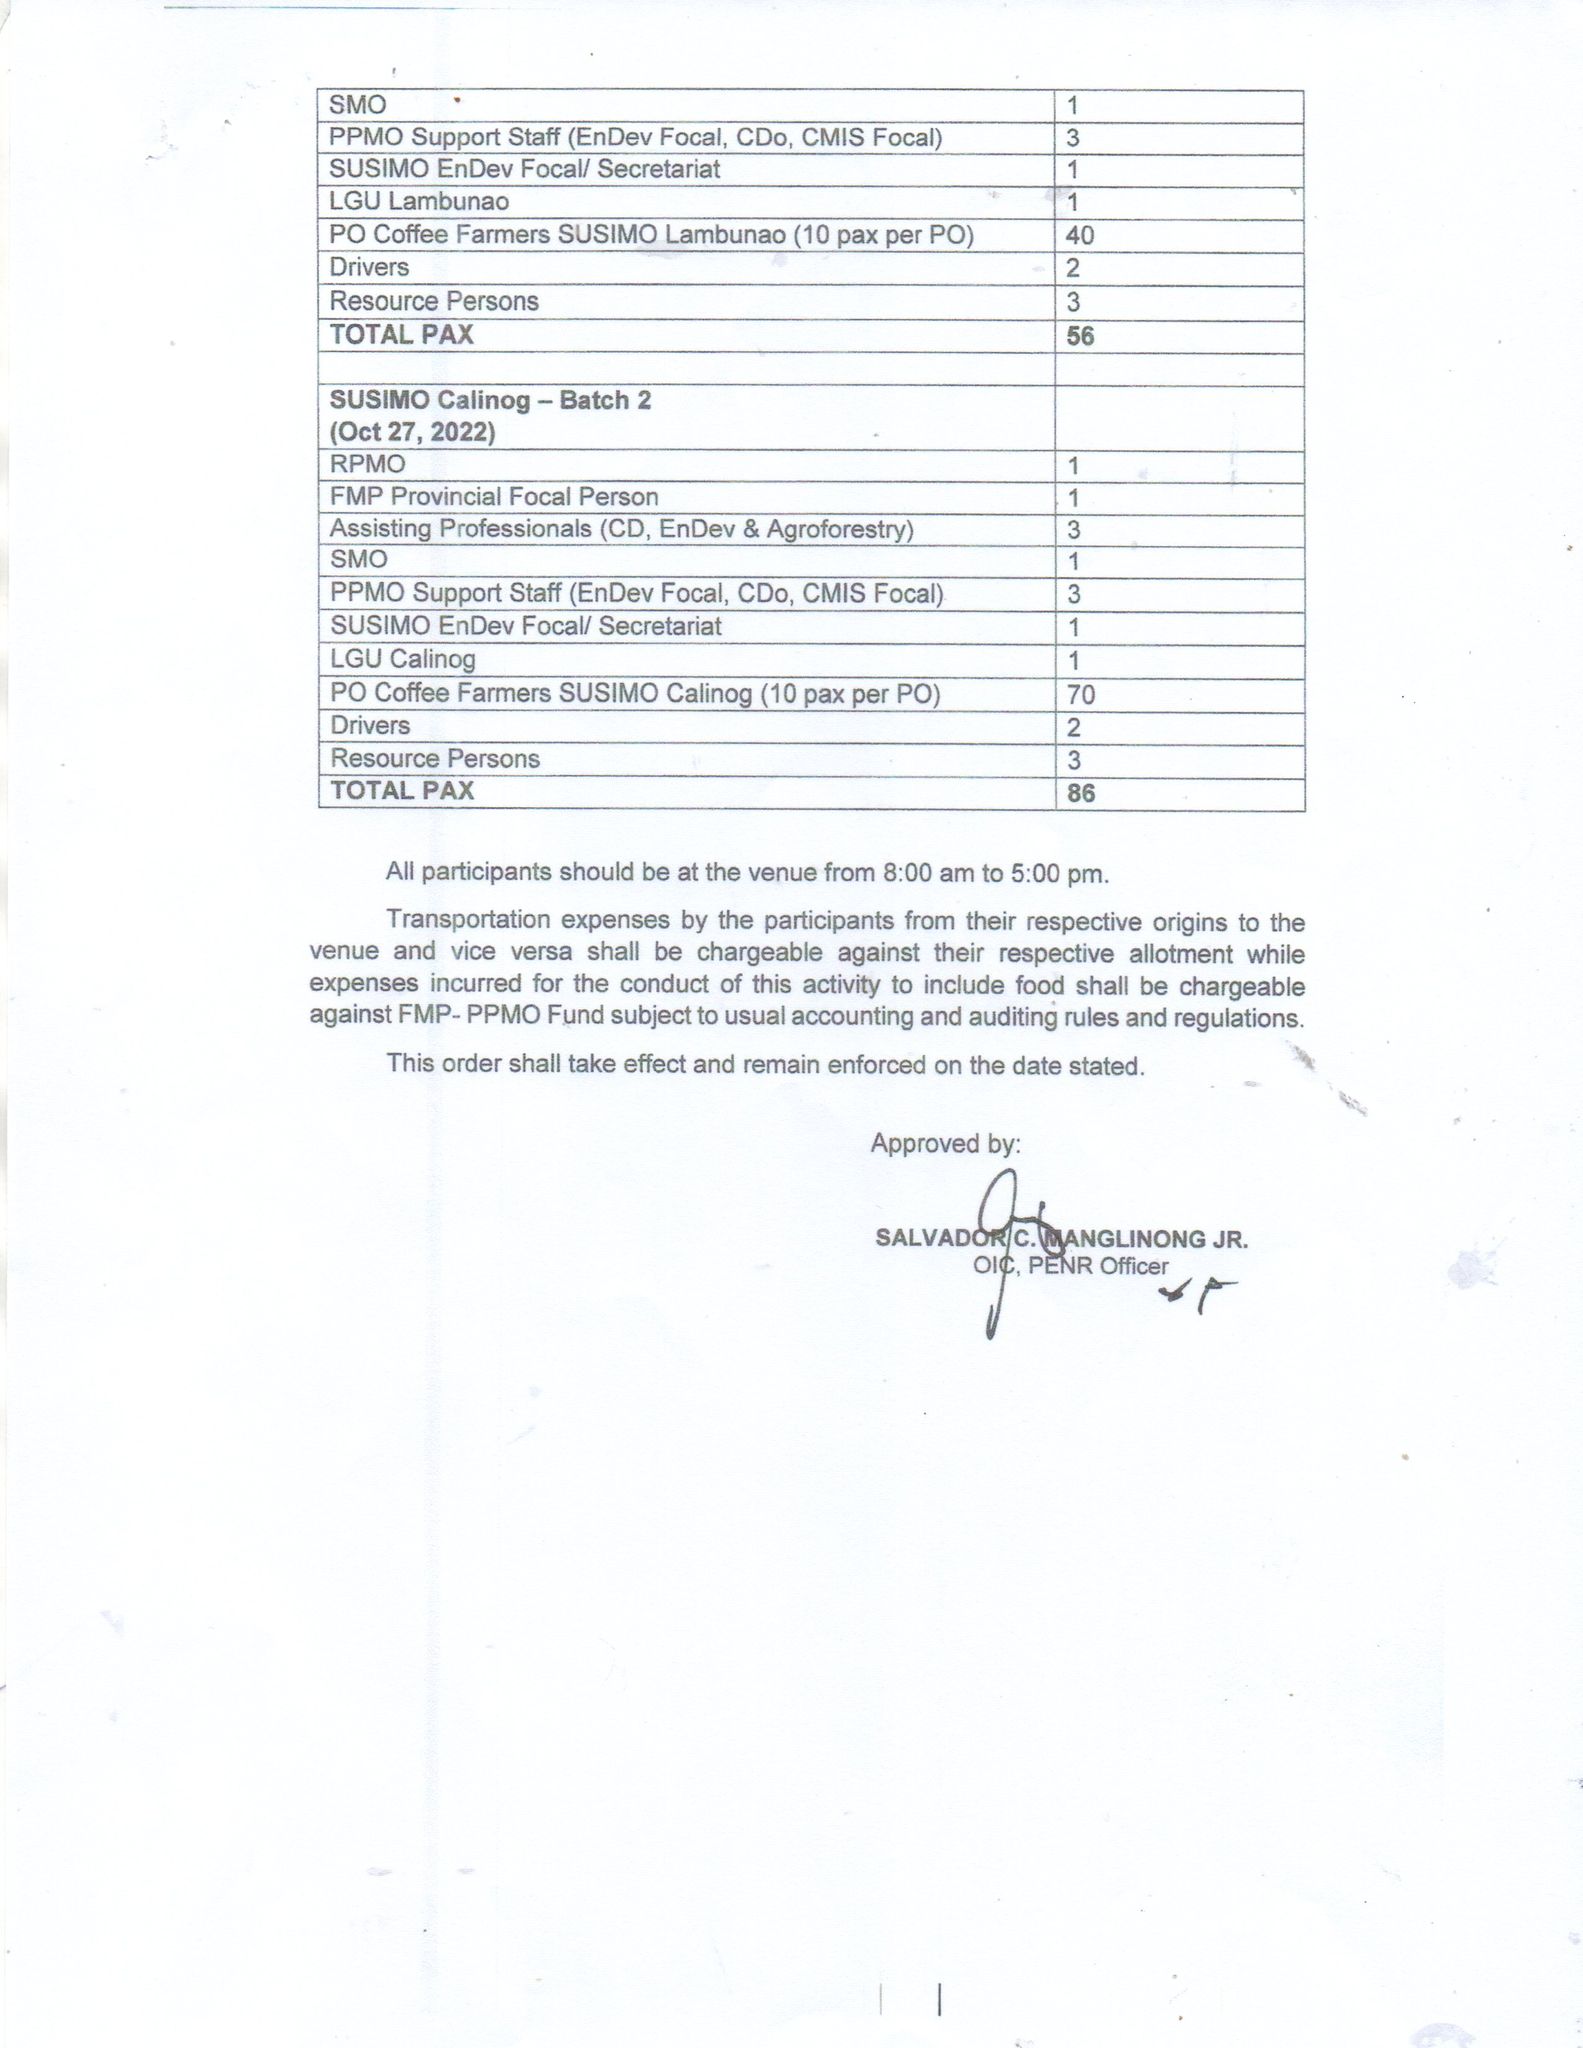 SMO 1
PPMO Support Staff (EnDev Focal, CDo, CMIS Focal) 3
SUSIMO EnDev Focal/ Secretariat 1
LGU Lambunao 1
PO Coffee Farmers SUSIMO Lambunao (10 pax per PO) 40
Drivers 2
Resource Persons 3
TOTAL PAX 56
SUSIMO Calinog – Batch 2
(Oct 27, 2022)
RPMO 1
FMP Provincial Focal Person 1
Assisting Professionals (CD, EnDev & Agroforestry) 3
SMO 1
PPMO Support Staff (EnDev Focal, CDo, CMIS Focal) 3
SUSIMO EnDev Focal/ Secretariat 1
LGU Calinog 1
PO Coffee Farmers SUSIMO Calinog (10 pax per PO) 70
Drivers 2
Resource Persons 3
TOTAL PAX 86
All participants should be at the venue from 8:00 am to 5:00 pm.
Transportation expenses by the participants from their respective origins to the
venue and vice versa shall be chargeable against their respective allotment while
expenses incurred for the conduct of this activity to include food shall be chargeable
against FMP- PPMO Fund subject to usual accounting and auditing rules and regulations.
This order shall take effect and remain enforced on the date stated.
Approved by:
SALVADOR C. MANGLINONG JR.
OIC, PENR Officer